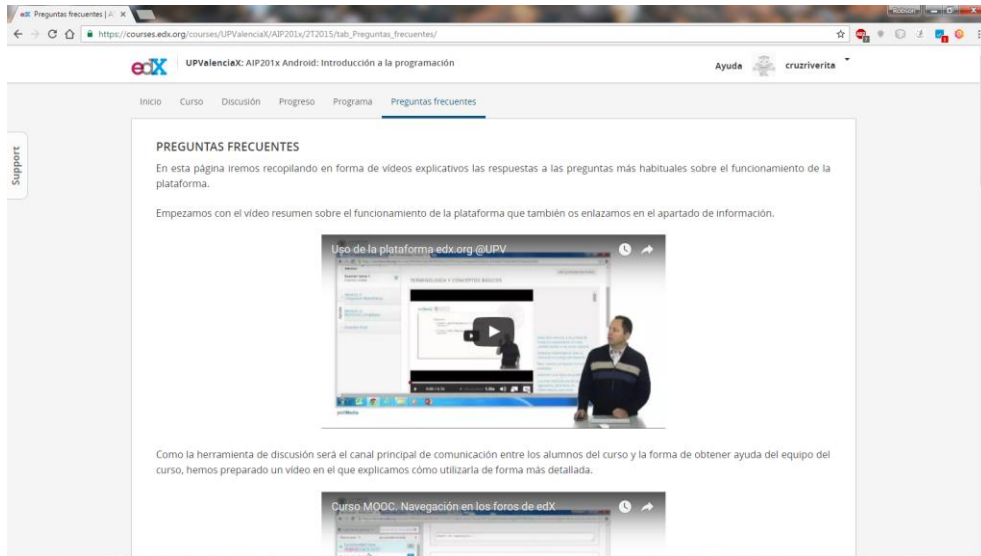 edX Preguntas frecuentes | A
Robinson
https://courses.edx.org/courses/UPValenciaX/AIP201x/2T2015/tab_Preguntas_frecuentes/
edX
UPValenciaX: AIP201x Android: Introducción a la programación
Ayuda
cruzriverita
Inicio Curso Discusión Progreso Programa Preguntas frecuentes
Support
PREGUNTAS FRECUENTES
En esta página iremos recopilando en forma de vídeos explicativos las respuestas a las preguntas más habituales sobre el funcionamiento de la
plataforma.
Empezamos con el vídeo resumen sobre el funcionamiento de la plataforma que también os enlazamos en el apartado de información.
Uso de la plataforma edx.org @UPV
TERMINOLOGÍA Y CONCEPTOS BÁSICOS
poliMedia
Como la herramienta de discusión será el canal principal de comunicación entre los alumnos del curso y la forma de obtener ayuda del equipo del
curso, hemos preparado un vídeo en el que explicamos cómo utilizarla de forma más detallada.
Curso MOOC. Navegación en los foros de edX